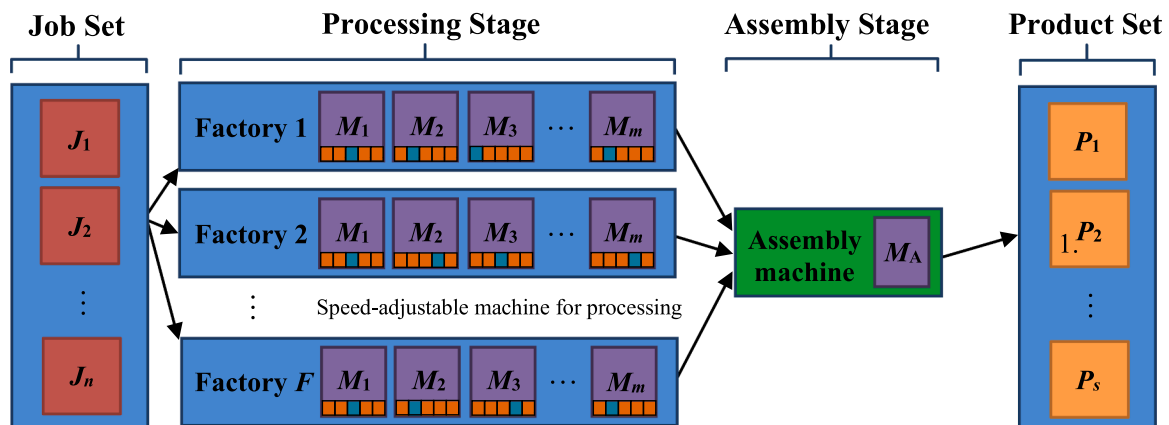 Job Set Processing Stage Assembly Stage Product Set
J1
J2
⋮
Jn
Factory 1 M1 M2 M3 ⋯ Mm
Factory 2 M1 M2 M3 ⋯ Mm
⋮ Speed-adjustable machine for processing
Factory F M1 M2 M3 ⋯ Mm
Assembly
machine
MA
P1
P2
1.
⋮
Ps